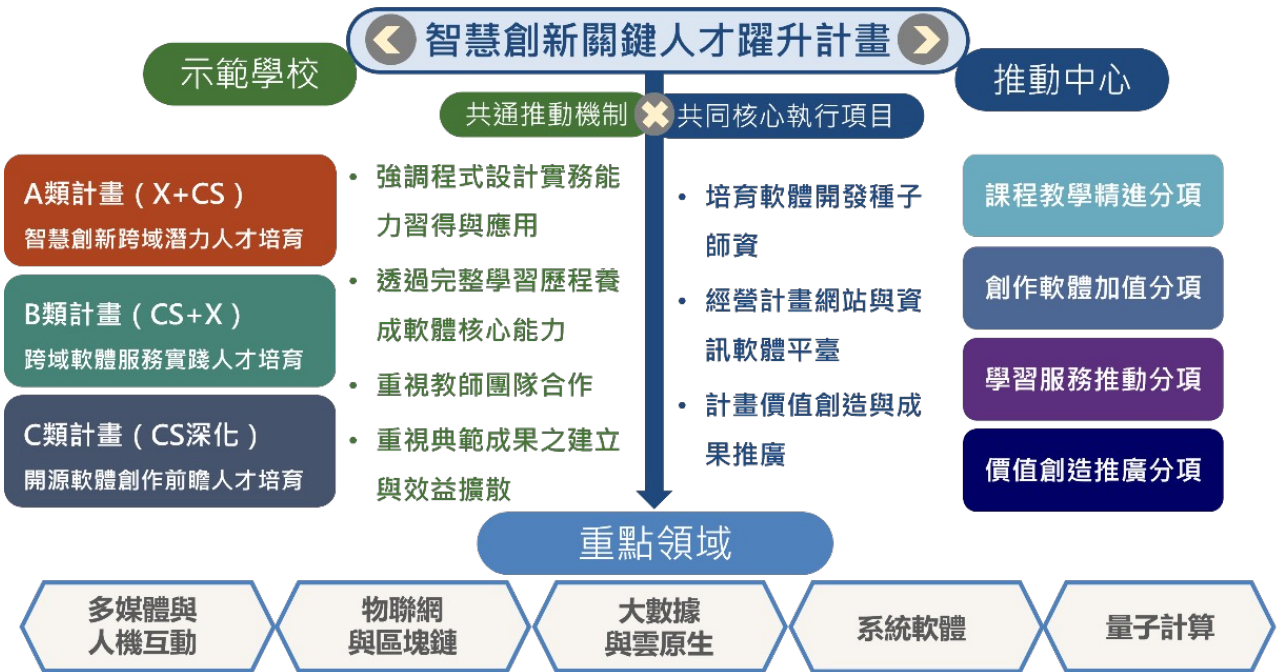 智慧創新關鍵人才躍升計畫
示範學校
推動中心
共通推動機制
共同核心執行項目
A類計畫（X+CS）
智慧創新跨域潛力人才培育
B類計畫（CS+X）
跨域軟體服務實踐人才培育
C類計畫（CS深化）
開源軟體創作前瞻人才培育
• 強調程式設計實務能
力習得與應用
• 透過完整學習歷程養
成軟體核心能力
• 重視教師團隊合作
• 重視典範成果之建立
與效益擴散
• 培育軟體開發種子
師資
• 經營計畫網站與資
訊軟體平臺
• 計畫價值創造與成
果推廣
課程教學精進分項
創作軟體加值分項
學習服務推動分項
價值創造推廣分項
重點領域
多媒體與
人機互動
物聯網
與區塊鏈
大數據
與雲原生
系統軟體
量子計算